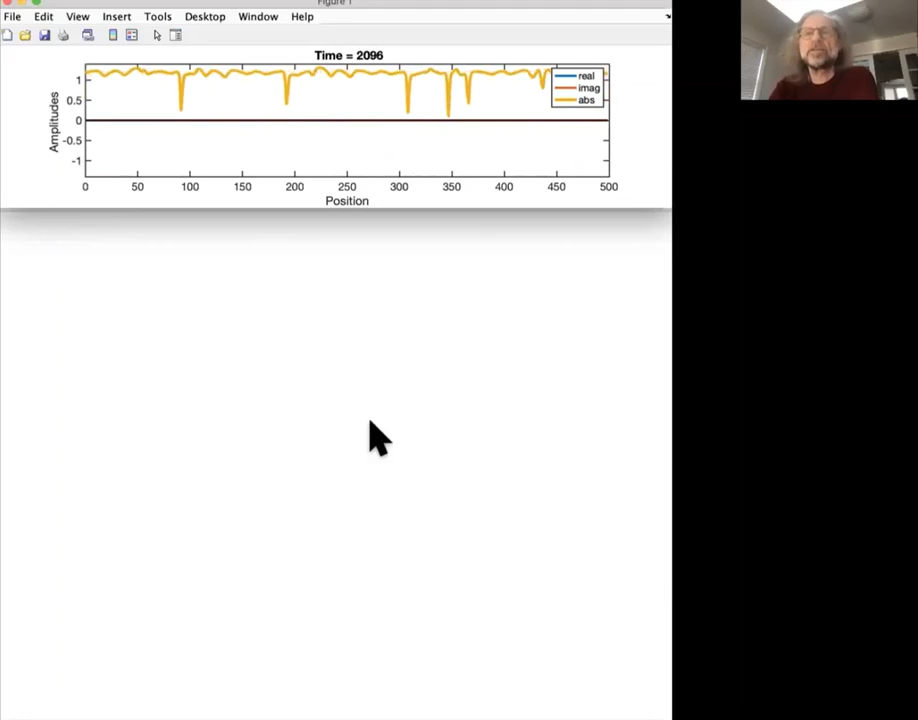 Figure 1
File Edit View Insert Tools Desktop Window Help
Time = 2096
Amplitudes
1
0.5
0
-0.5
-1
real
imag
abs
0 50 100 150 200 250 300 350 400 450 500
Position